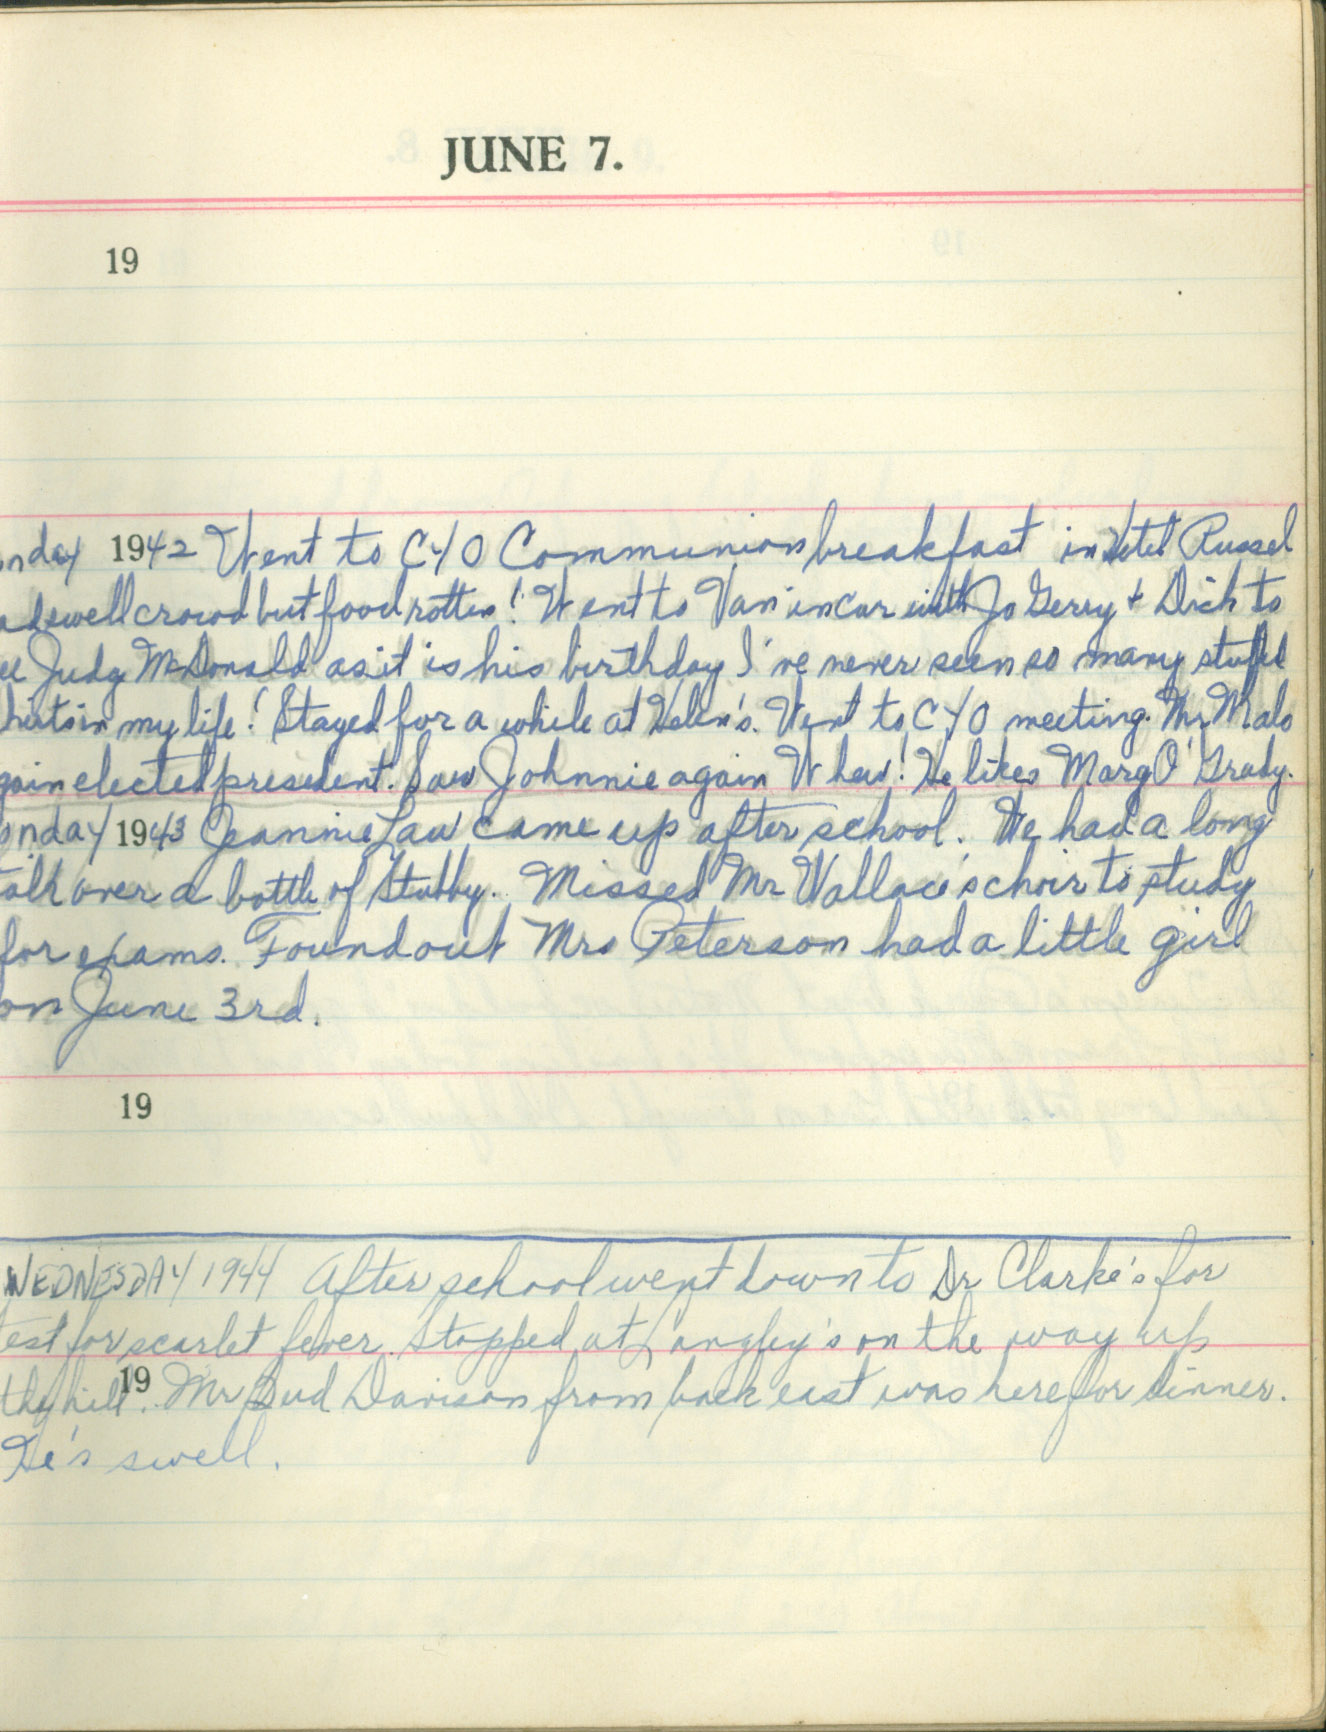 JUNE 7.
19
nday 1942 Went to CYO Communion breakfast in Hotel Russel
swell crowd but food rotten! Went to Van in car with Jo Gerry + Dick to
ee Judy McDonald as it is his birthday I've never seen so many stuffed
shirts in my life! Stayed for a while at Helen's. Went to CYO meeting. Mr Malo
gain elected president. Saw Johnnie again Whew! He likes Marg O'Grady.
onday 1943 Jeannie Law came up after school. We had a long
talk over a bottle of Stubby. Missed Mr Wallace's choir to study
for exams. Found out Mrs Peterson had a little girl
on June 3rd.
19
WEDNESDAY 1944 After school went down to Dr Clarke's for
test for scarlet fever. Stopped at Langley's on the way up
the hill. 19 Mr Bud Davison from back east was here for dinner.
He's swell.